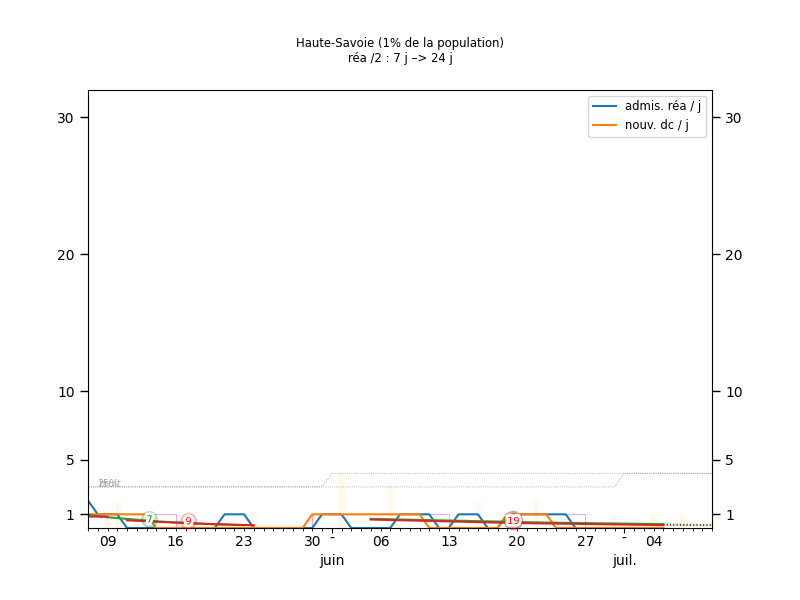 Haute-Savoie (1% de la population)
réa /2 : 7 j –> 24 j
admis. réa / j
nouv. dc / j
30 30
20 20
10 10
5 5
1 1
7 9 19
09 16 23 30 - 06 13 20 27 - 04
juin juil.